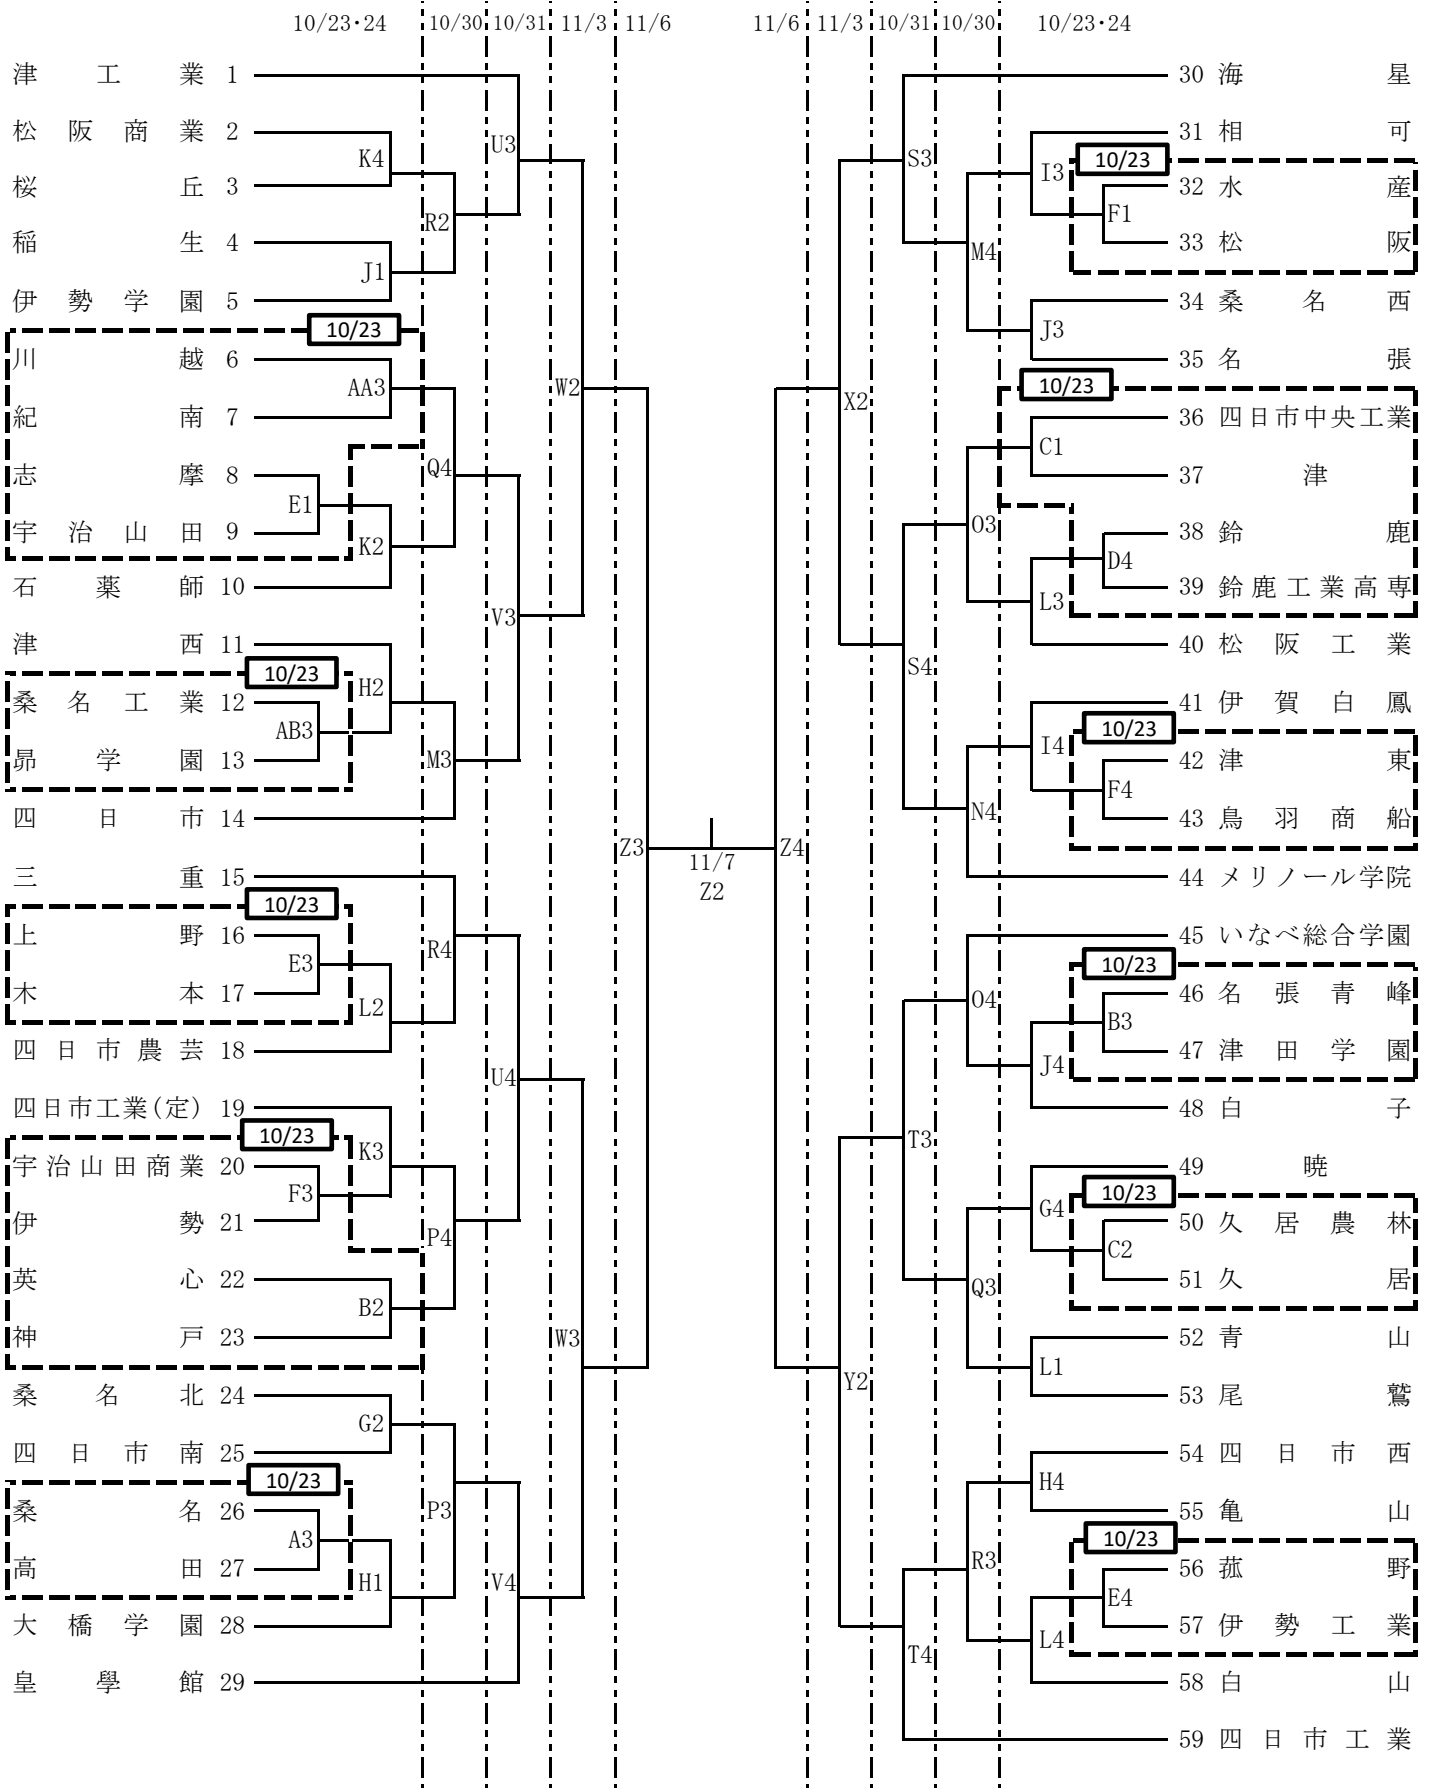 10/23・24 10/30 10/31 11/3 11/6 11/6 11/3 10/31 10/30 10/23・24
津工業 1
松阪商業 2
K4
桜丘 3
U3
R2
稲生 4
J1
伊勢学園 5
10/23
川越 6
AA3
紀南 7
W2
志摩 8
E1
Q4
宇治山田 9
K2
石薬師 10
V3
津西 11
10/23
H2
桑名工業 12
AB3
昴学園 13
M3
四日市 14
Z3
三重 15
10/23
上野 16
E3
R4
木本 17
L2
四日市農芸 18
U4
四日市工業(定) 19
10/23
K3
宇治山田商業 20
F3
伊勢 21
P4
英心 22
B2
神戸 23
W3
桑名北 24
G2
四日市南 25
10/23
桑名 26
A3
P3
高田 27
H1
V4
大橋学園 28
皇學館 29
11/7
Z2
30 海星
31 相可
10/23
S3
I3
32 水産
F1
33 松阪
M4
34 桑名西
J3
35 名張
10/23
X2
36 四日市中央工業
C1
37 津
O3
38 鈴鹿
D4
39 鈴鹿工業高専
L3
40 松阪工業
S4
41 伊賀白鳳
10/23
I4
42 津東
F4
43 鳥羽商船
N4
Z4
44 メリノール学院
45 いなべ総合学園
10/23
46 名張青峰
O4
B3
47 津田学園
J4
48 白子
T3
49 暁
10/23
G4
50 久居農林
C2
51 久居
Q3
52 青山
L1
53 尾鷲
Y2
54 四日市西
H4
55 亀山
10/23
R3
56 菰野
E4
57 伊勢工業
L4
T4
58 白山
59 四日市工業